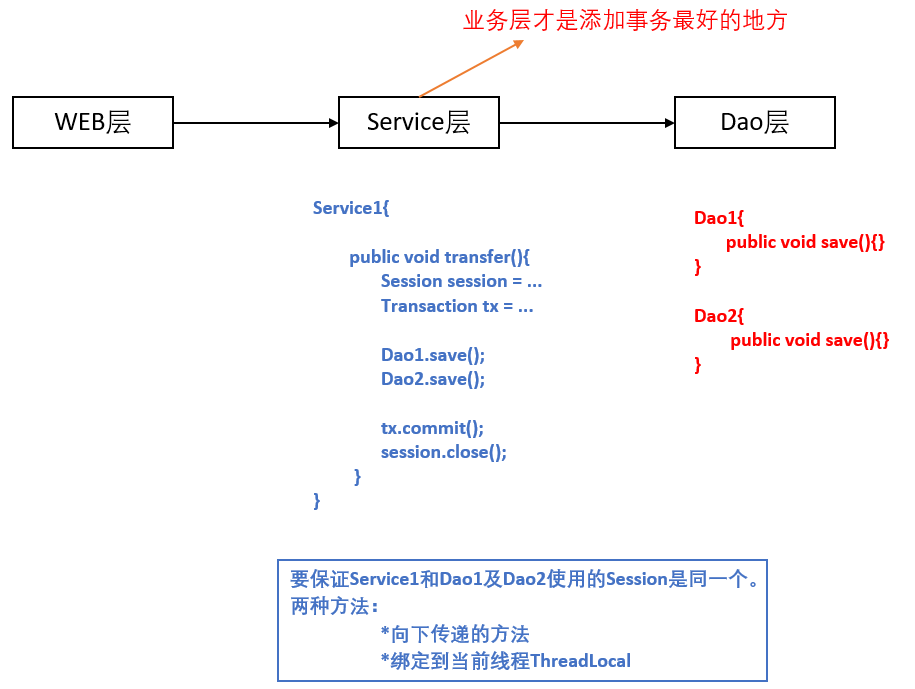 业务层才是添加事务最好的地方
WEB层
Service层
Dao层
Service1{
public void transfer(){
Session session = ...
Transaction tx = ...
Dao1.save();
Dao2.save();
tx.commit();
session.close();
}
}
Dao1{
public void save(){}
}
Dao2{
public void save(){}
}
要保证Service1和Dao1及Dao2使用的Session是同一个。
两种方法：
*向下传递的方法
*绑定到当前线程ThreadLocal